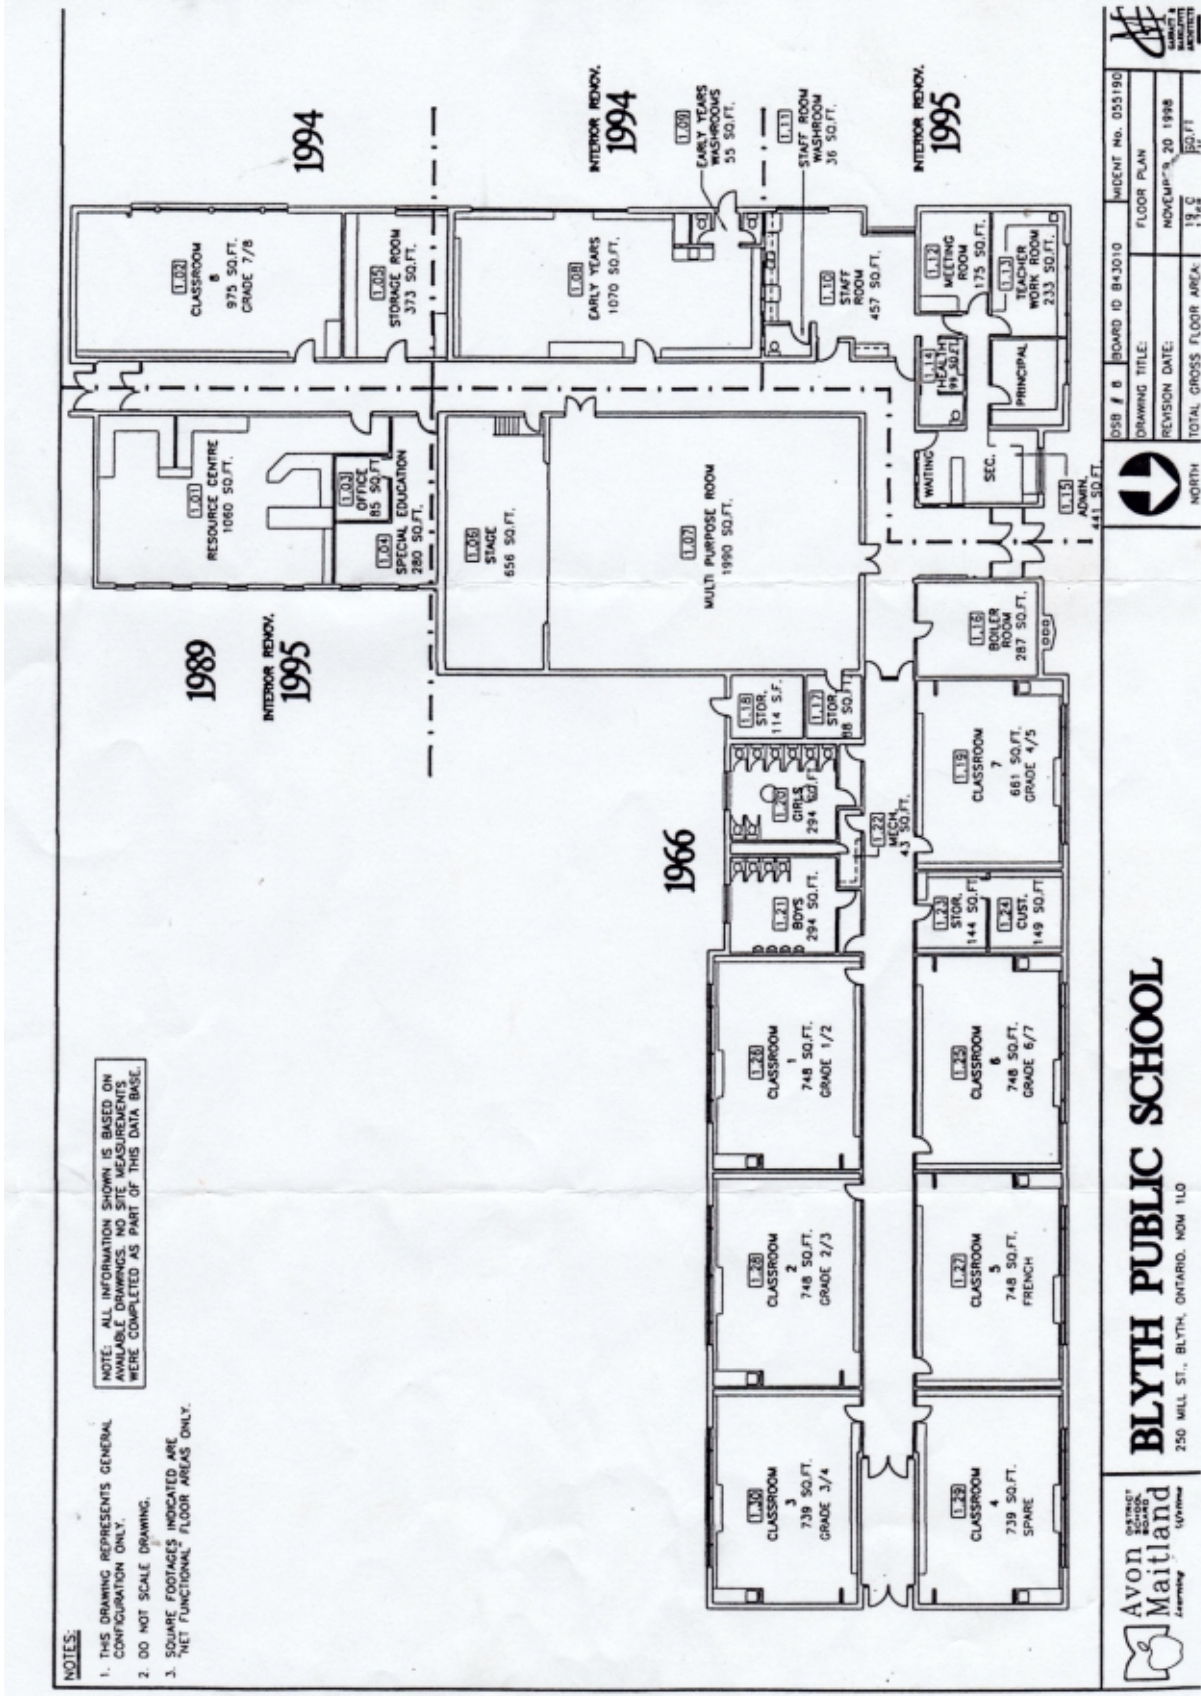 NOTES:
1. THIS DRAWING REPRESENTS GENERAL
CONFIGURATION ONLY.
2. DO NOT SCALE DRAWING.
3. SQUARE FOOTAGES INDICATED ARE
"NET FUNCTIONAL" FLOOR AREAS ONLY.
NOTE: ALL INFORMATION SHOWN IS BASED ON
AVAILABLE DRAWINGS. NO SITE MEASUREMENTS
WERE COMPLETED AS PART OF THIS DATA BASE.
1989
INTERIOR RENOV.
1995
1.01
RESOURCE CENTRE
1060 SQ.FT.
1.03
OFFICE
85 SQ.FT
1.04
SPECIAL EDUCATION
280 SQ.FT.
1.02
CLASSROOM
8
975 SQ.FT.
GRADE 7/8
1994
1.05
STORAGE ROOM
373 SQ.FT.
1.06
STAGE
656 SQ.FT.
1.07
MULTI PURPOSE ROOM
1990 SQ.FT.
1.08
EARLY YEARS
1070 SQ.FT.
INTERIOR RENOV.
1994
1.09
EARLY YEARS
WASHROOMS
55 SQ.FT.
1.11
STAFF ROOM
WASHROOM
36 SQ.FT.
1.10
STAFF
ROOM
457 SQ.FT.
INTERIOR RENOV.
1995
1.12
MEETING
ROOM
175 SQ.FT.
1.13
TEACHER
WORK ROOM
233 SQ.FT.
1.14
HEALTH
99 SQ.FT.
PRINCIPAL
WAITING
SEC.
1.15
ADMIN.
441 SQ.FT.
1966
1.18
STOR.
114 S.F.
1.17
STOR.
88 SQ.FT.
1.16
BOILER
ROOM
287 SQ.FT.
1.20
GIRLS
294 SQ.FT
1.21
BOYS
294 SQ.FT.
1.22
MECH.
43 SQ.FT.
1.19
CLASSROOM
7
661 SQ.FT.
GRADE 4/5
1.23
STOR.
144 SQ.FT
1.24
CUST.
149 SQ.FT
1.26
CLASSROOM
1
748 SQ.FT.
GRADE 1/2
1.25
CLASSROOM
6
748 SQ.FT.
GRADE 6/7
1.28
CLASSROOM
2
748 SQ.FT.
GRADE 2/3
1.27
CLASSROOM
5
748 SQ.FT.
FRENCH
1.30
CLASSROOM
3
739 SQ.FT.
GRADE 3/4
1.29
CLASSROOM
4
739 SQ.FT.
SPARE
Avon
Maitland
DISTRICT
SCHOOL
BOARD
Learning
BLYTH PUBLIC SCHOOL
250 MILL ST., BLYTH, ONTARIO, N0M 1L0
NORTH
DSB # 8 BOARD ID B43010 MIDENT No. 055190
DRAWING TITLE: FLOOR PLAN
REVISION DATE: 20 1998
TOTAL GROSS FLOOR AREA: SQ.FT
ARCHITECTS